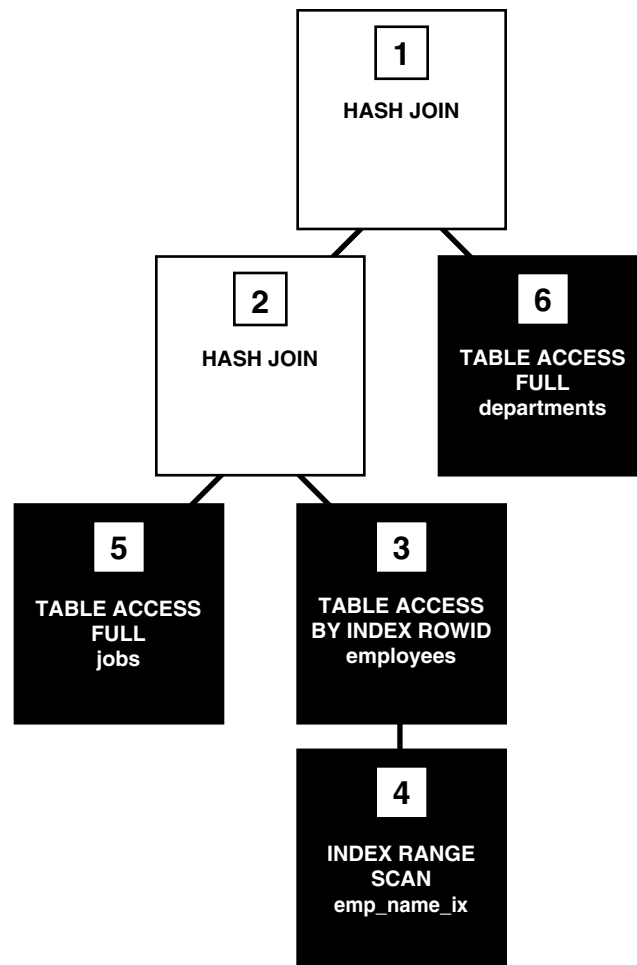 1
HASH JOIN
2
HASH JOIN
6
TABLE ACCESS
FULL
departments
5
TABLE ACCESS
FULL
jobs
3
TABLE ACCESS
BY INDEX ROWID
employees
4
INDEX RANGE
SCAN
emp_name_ix